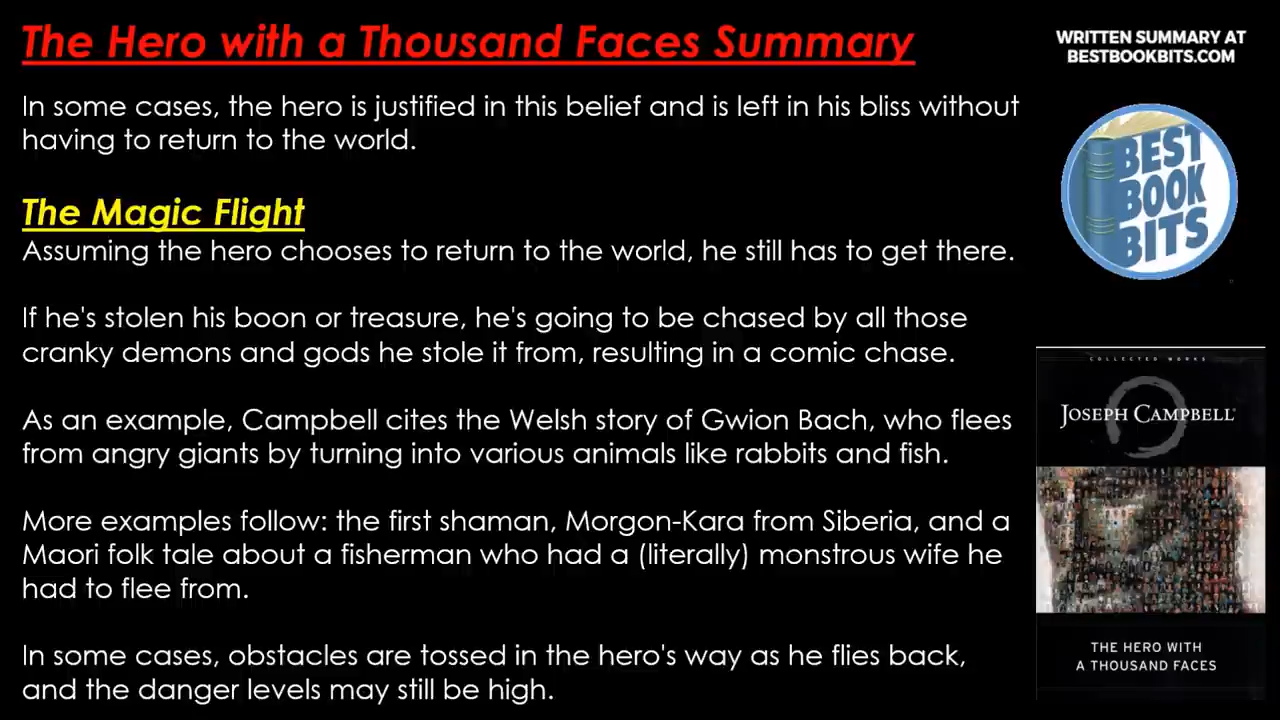 The Hero with a Thousand Faces Summary
WRITTEN SUMMARY AT
BESTBOOKBITS.COM
In some cases, the hero is justified in this belief and is left in his bliss without
having to return to the world.
BEST
BOOK
BITS
The Magic Flight
Assuming the hero chooses to return to the world, he still has to get there.
If he's stolen his boon or treasure, he's going to be chased by all those
cranky demons and gods he stole it from, resulting in a comic chase.
As an example, Campbell cites the Welsh story of Gwion Bach, who flees
from angry giants by turning into various animals like rabbits and fish.
More examples follow: the first shaman, Morgon-Kara from Siberia, and a
Maori folk tale about a fisherman who had a (literally) monstrous wife he
had to flee from.
In some cases, obstacles are tossed in the hero's way as he flies back,
and the danger levels may still be high.
COLLECTED WORKS
JOSEPH CAMPBELL
THE HERO WITH
A THOUSAND FACES